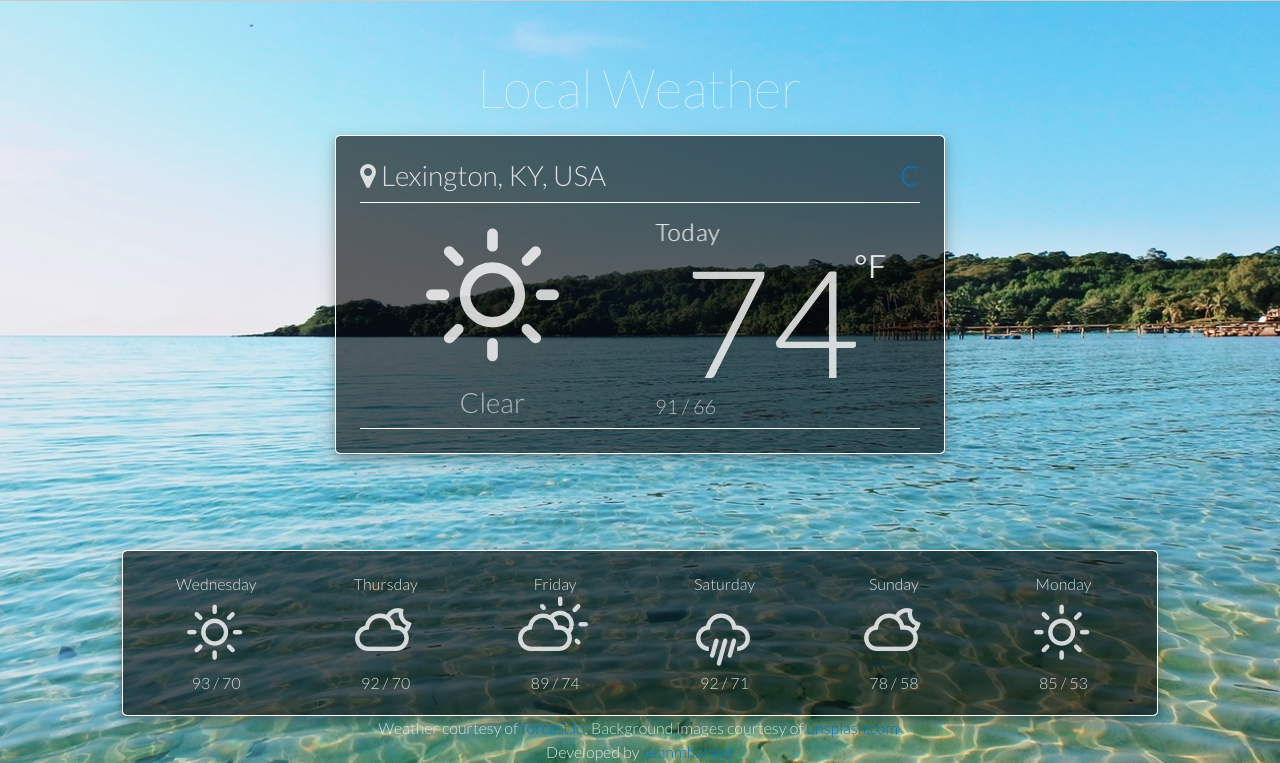 Local Weather
Lexington, KY, USA C
Today
74 °F
Clear
91 / 66
Wednesday Thursday Friday Saturday Sunday Monday
93 / 70 92 / 70 89 / 74 92 / 71 78 / 58 85 / 53
Weather courtesy of forecast.io. Background images courtesy of unsplash.com.
Developed by